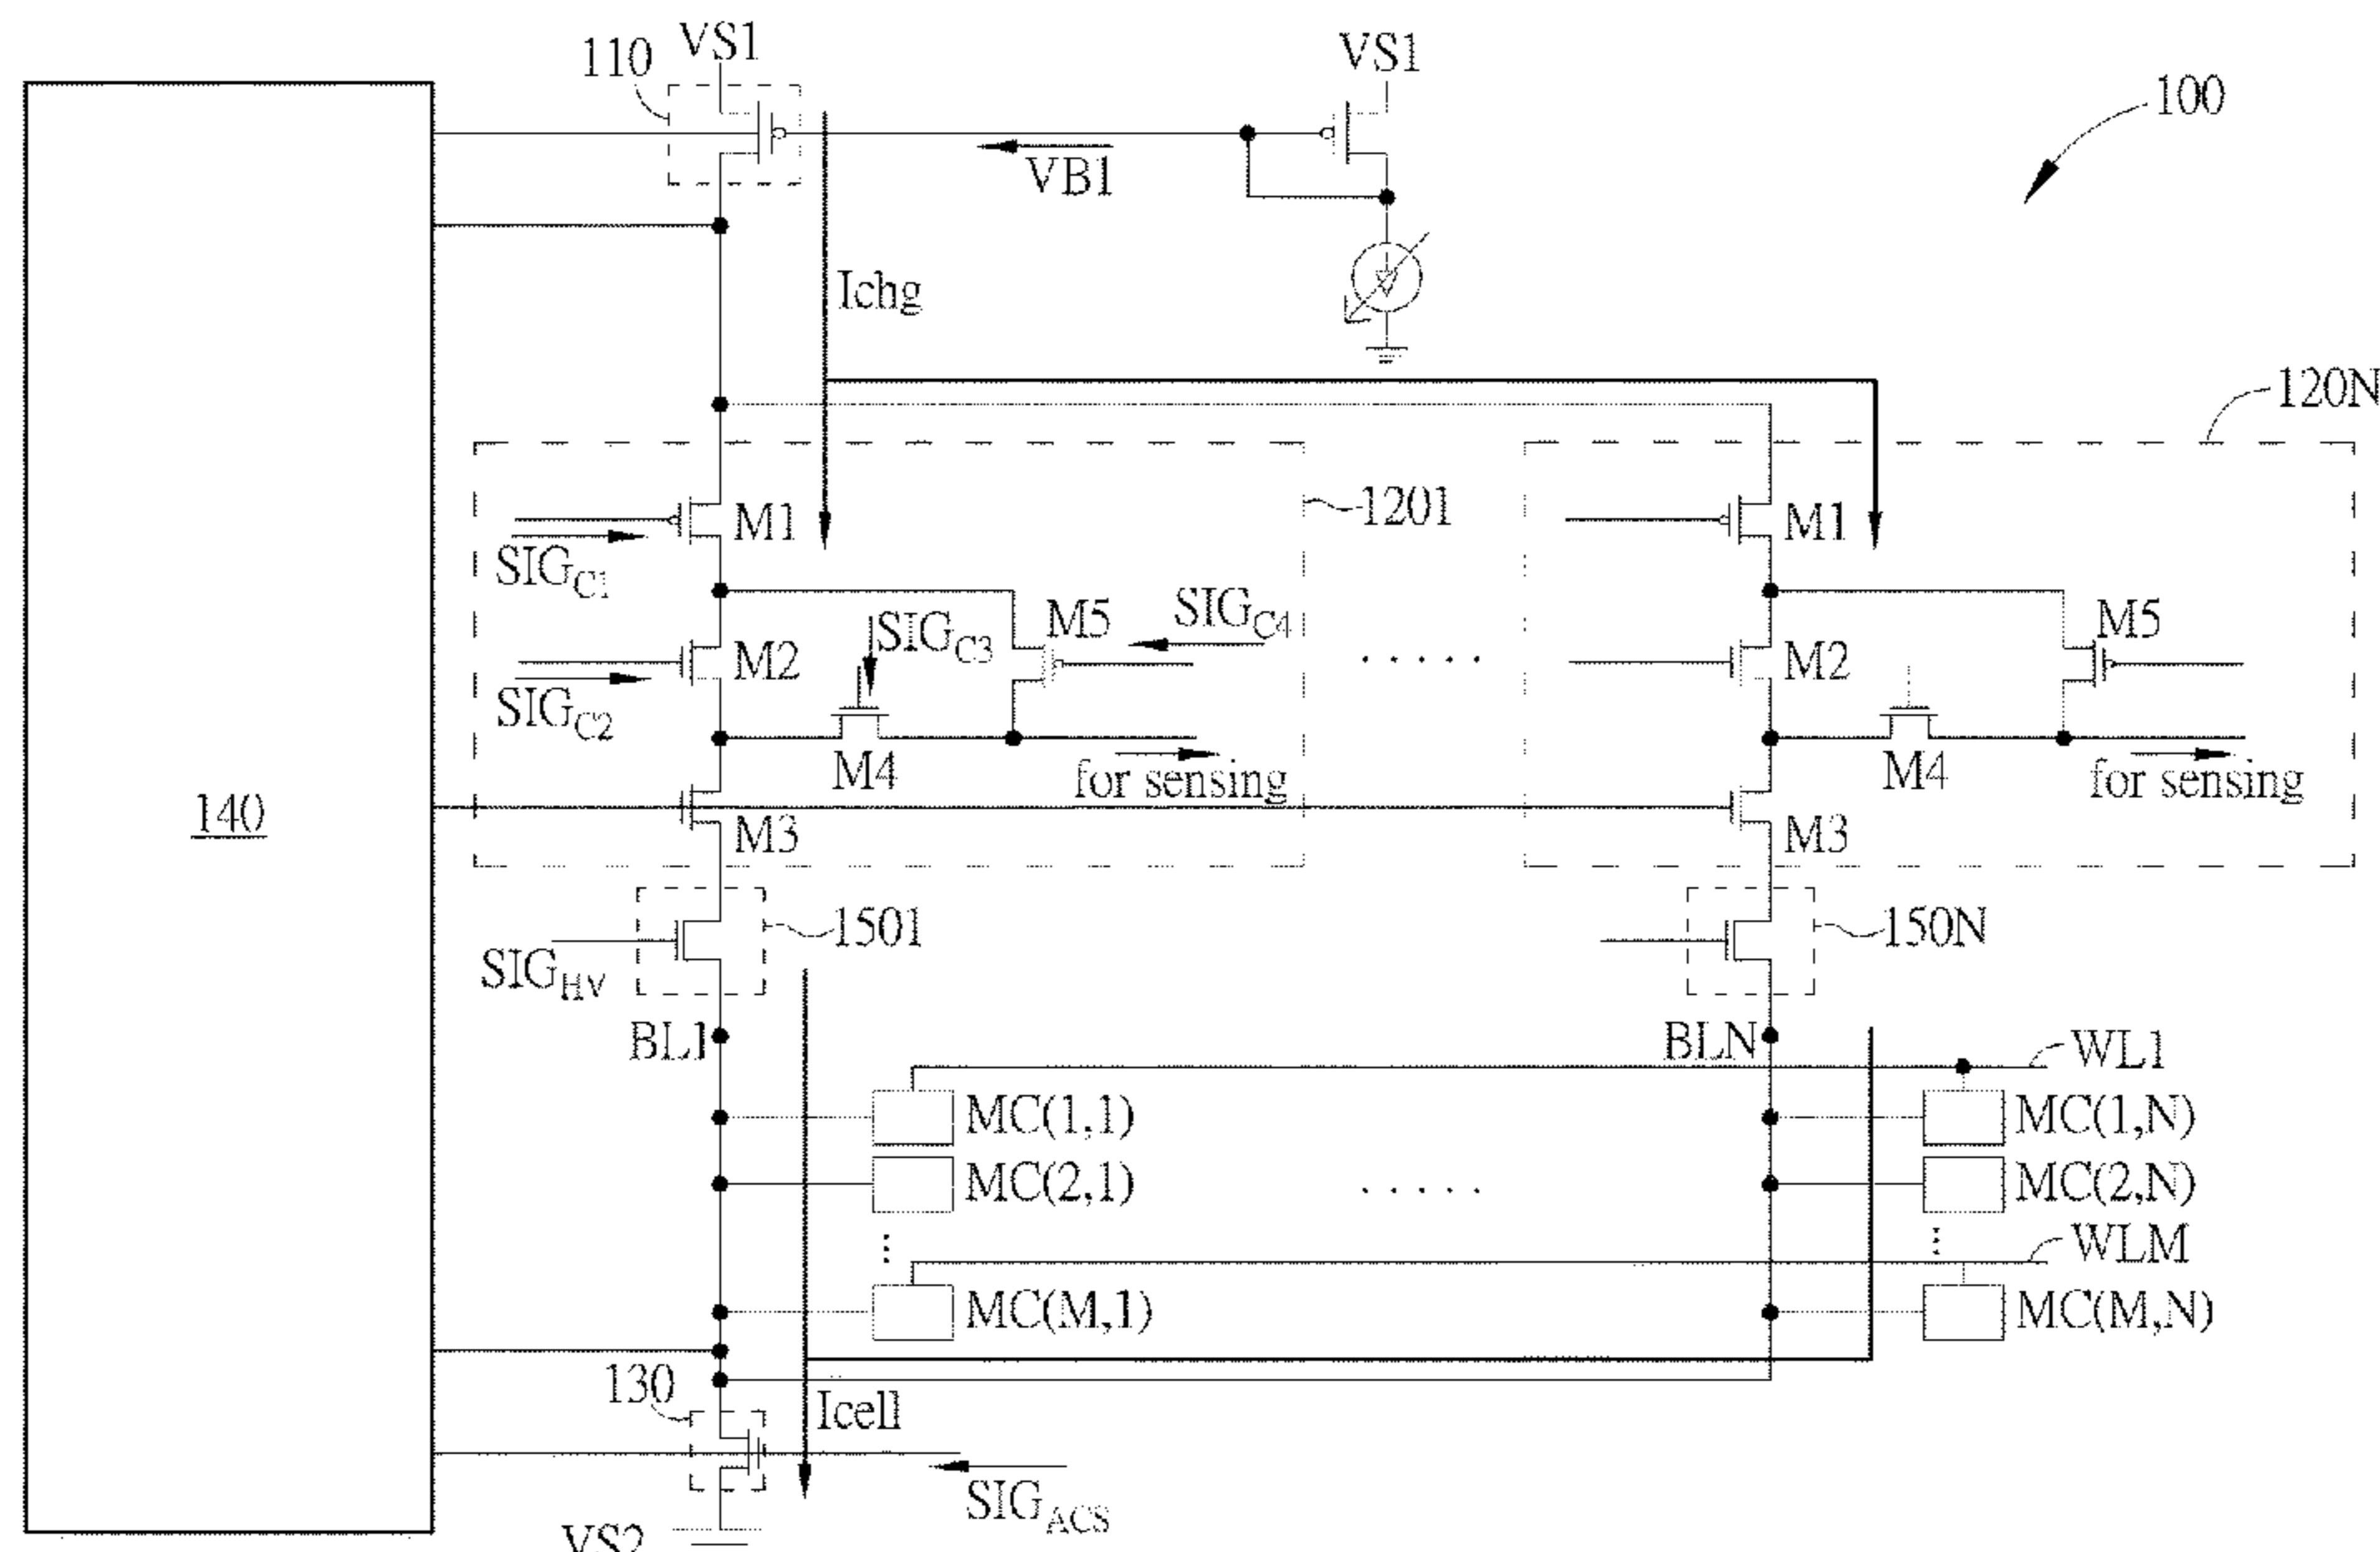 110
VS1
VS1
100
VB1
Ichg
120N
M1
1201
M1
SIGC1
SIGC3
M5
SIGC4
M5
M2
M2
SIGC2
M4
for sensing
M4
for sensing
140
M3
M3
1501
150N
SIGHV
BL1
BLN
WL1
MC(1,1)
MC(1,N)
MC(2,1)
.....
MC(2,N)
WLM
MC(M,1)
MC(M,N)
130
Icell
SIGACS
VS2